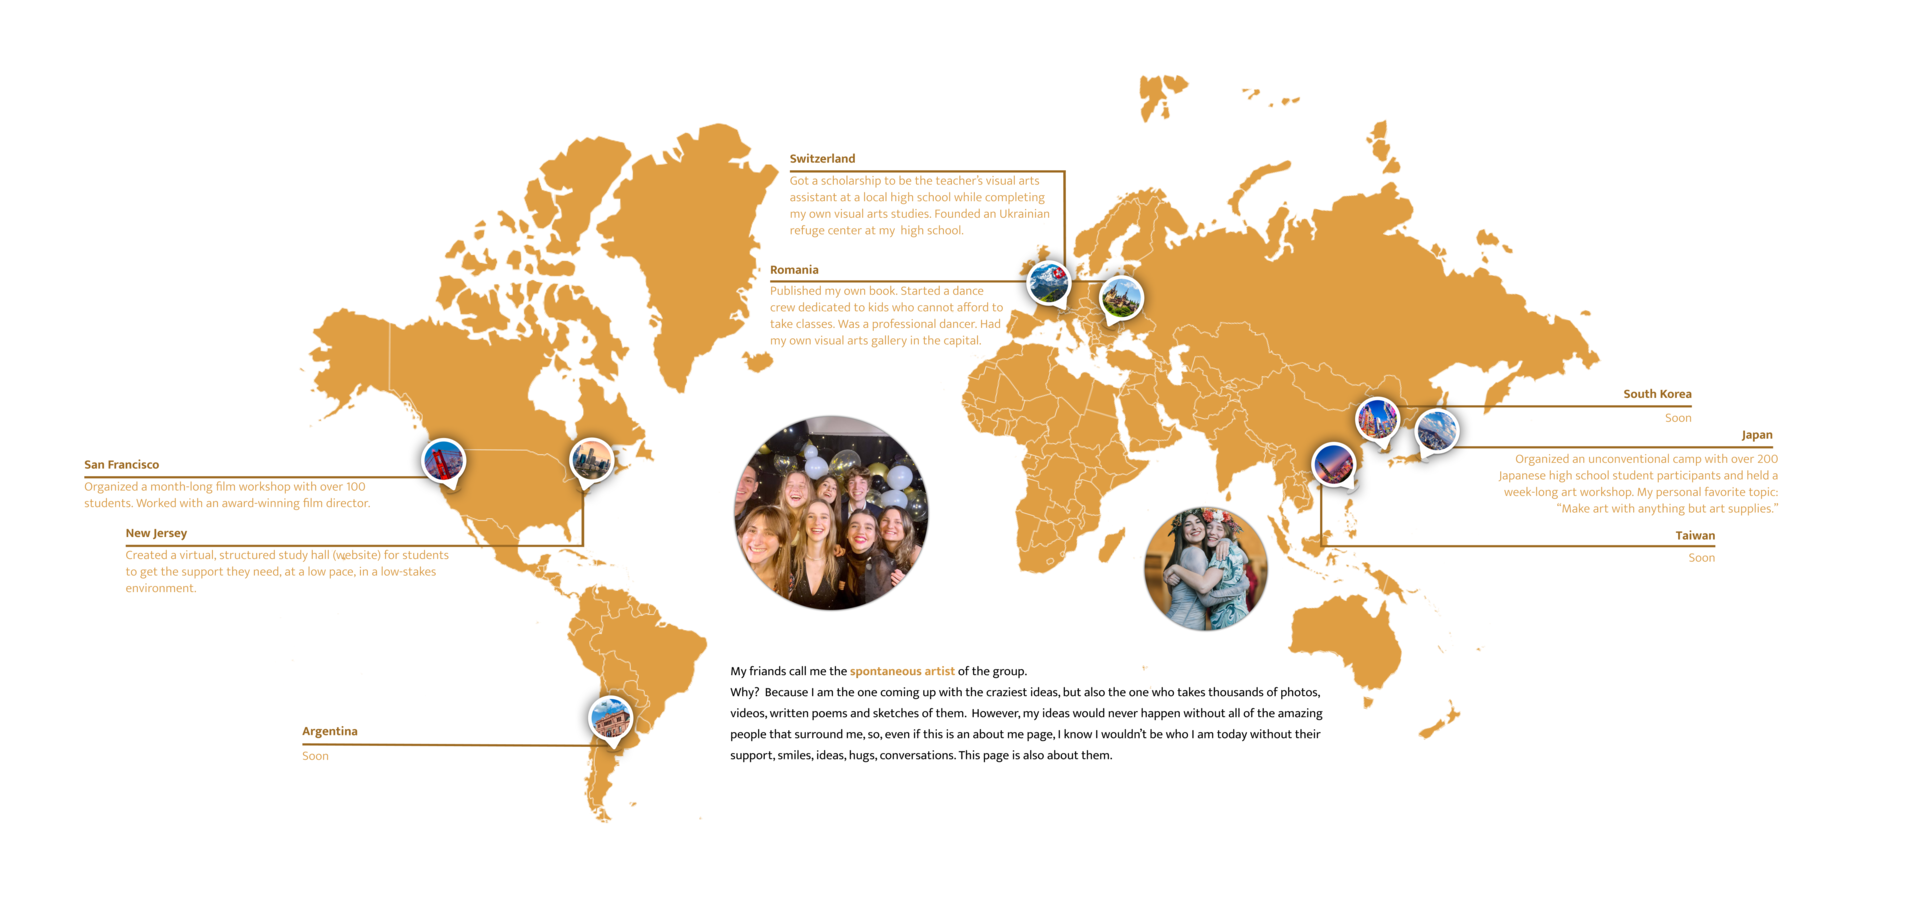 Switzerland
Got a scholarship to be the teacher's visual arts
assistant at a local high school while completing
my own visual arts studies. Founded an Ukrainian
refuge center at my high school.
Romania
Published my own book. Started a dance
crew dedicated to kids who cannot afford to
take classes. Was a professional dancer. Had
my own visual arts gallery in the capital.
South Korea
Soon
Japan
Organized an unconventional camp with over 200
Japanese high school student participants and held a
week-long art workshop. My personal favorite topic:
“Make art with anything but art supplies.”
Taiwan
Soon
San Francisco
Organized a month-long film workshop with over 100
students. Worked with an award-winning film director.
New Jersey
Created a virtual, structured study hall (website) for students
to get the support they need, at a low pace, in a low-stakes
environment.
Argentina
Soon
My friends call me the spontaneous artist of the group.
Why? Because I am the one coming up with the craziest ideas, but also the one who takes thousands of photos,
videos, written poems and sketches of them. However, my ideas would never happen without all of the amazing
people that surround me, so, even if this is an about me page, I know I wouldn't be who I am today without their
support, smiles, ideas, hugs, conversations. This page is also about them.